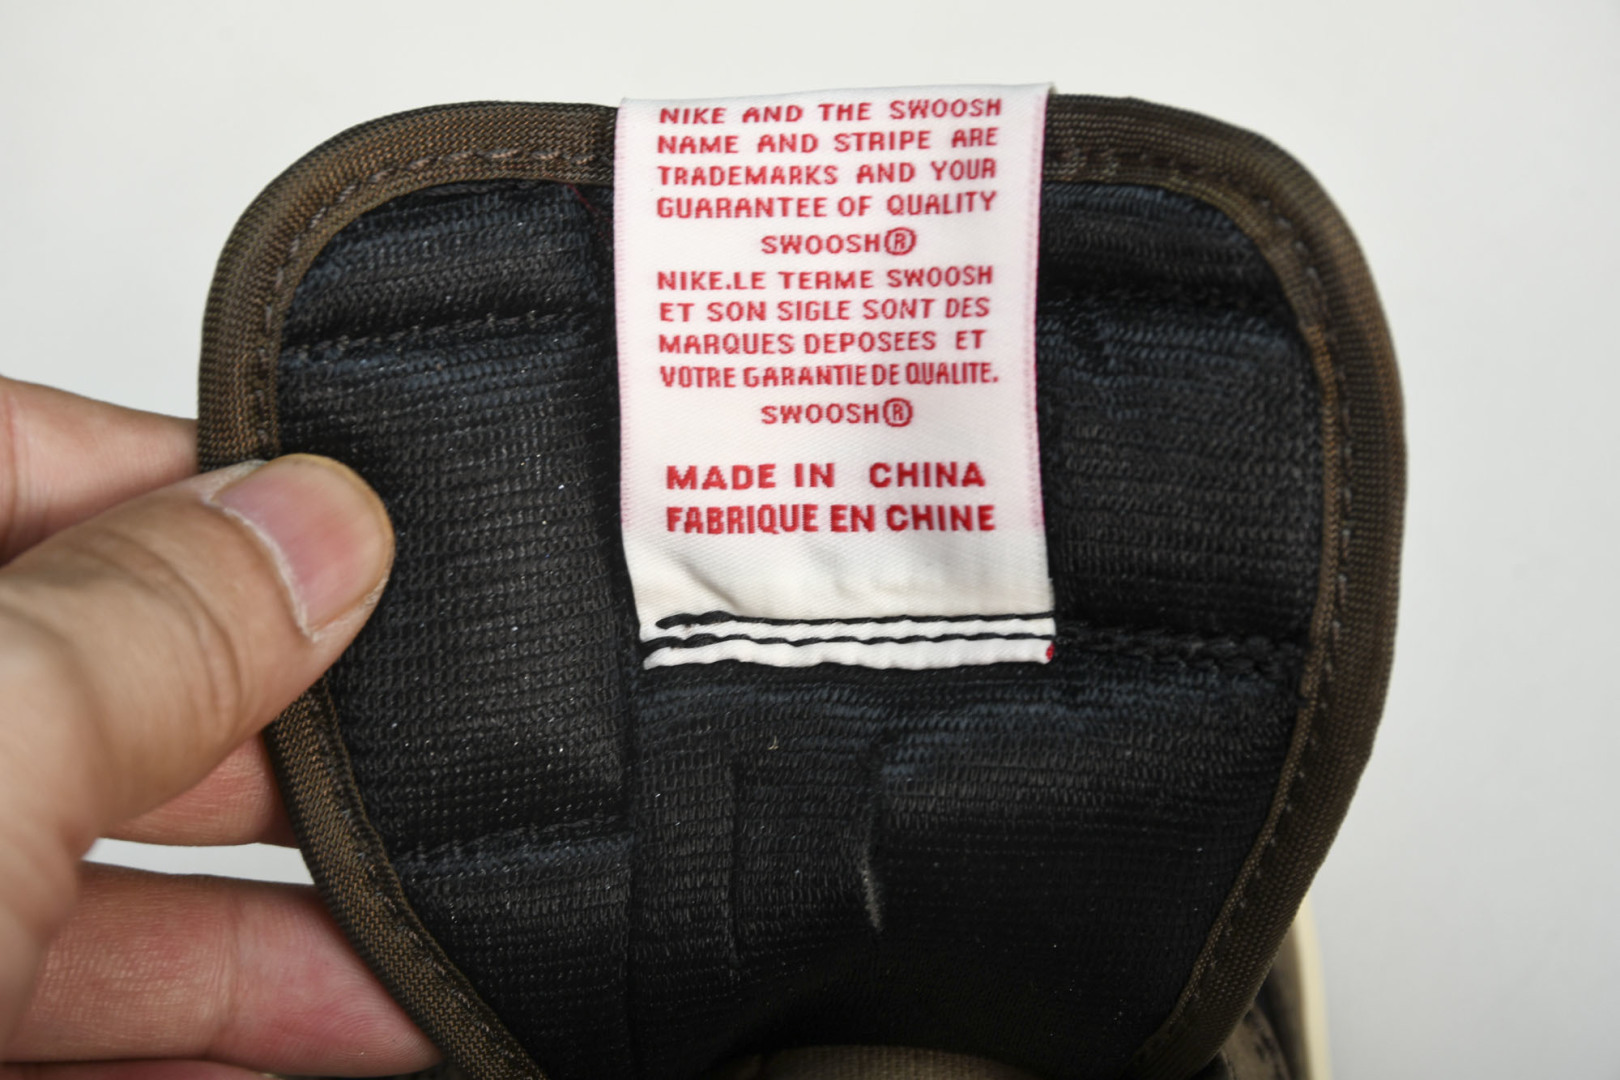 NIKE AND THE SWOOSH
NAME AND STRIPE ARE
TRADEMARKS AND YOUR
GUARANTEE OF QUALITY
SWOOSH®
NIKE.LE TERME SWOOSH
ET SON SIGLE SONT DES
MARQUES DEPOSEES ET
VOTRE GARANTIE DE QUALITE.
SWOOSH®
MADE IN CHINA
FABRIQUE EN CHINE